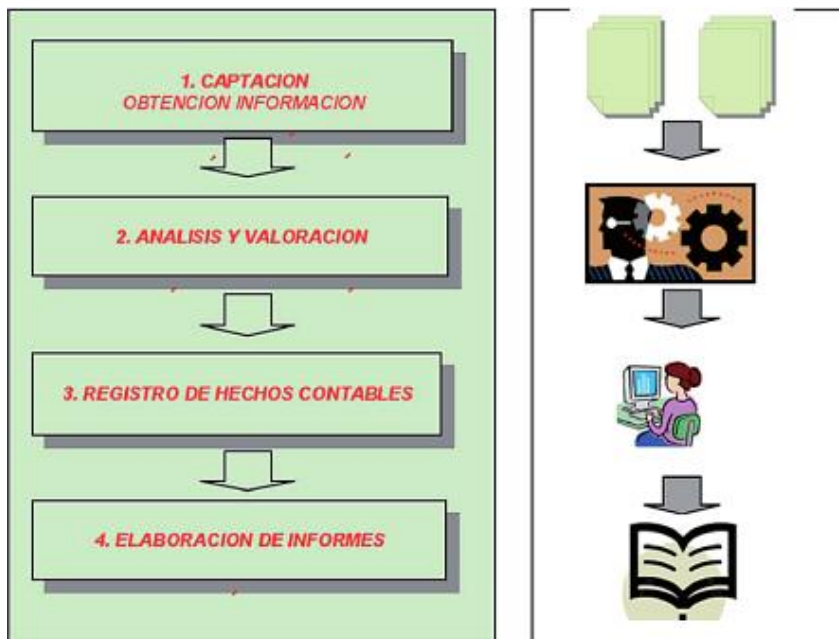 1. CAPTACION
OBTENCION INFORMACION
2. ANALISIS Y VALORACION
3. REGISTRO DE HECHOS CONTABLES
4. ELABORACION DE INFORMES